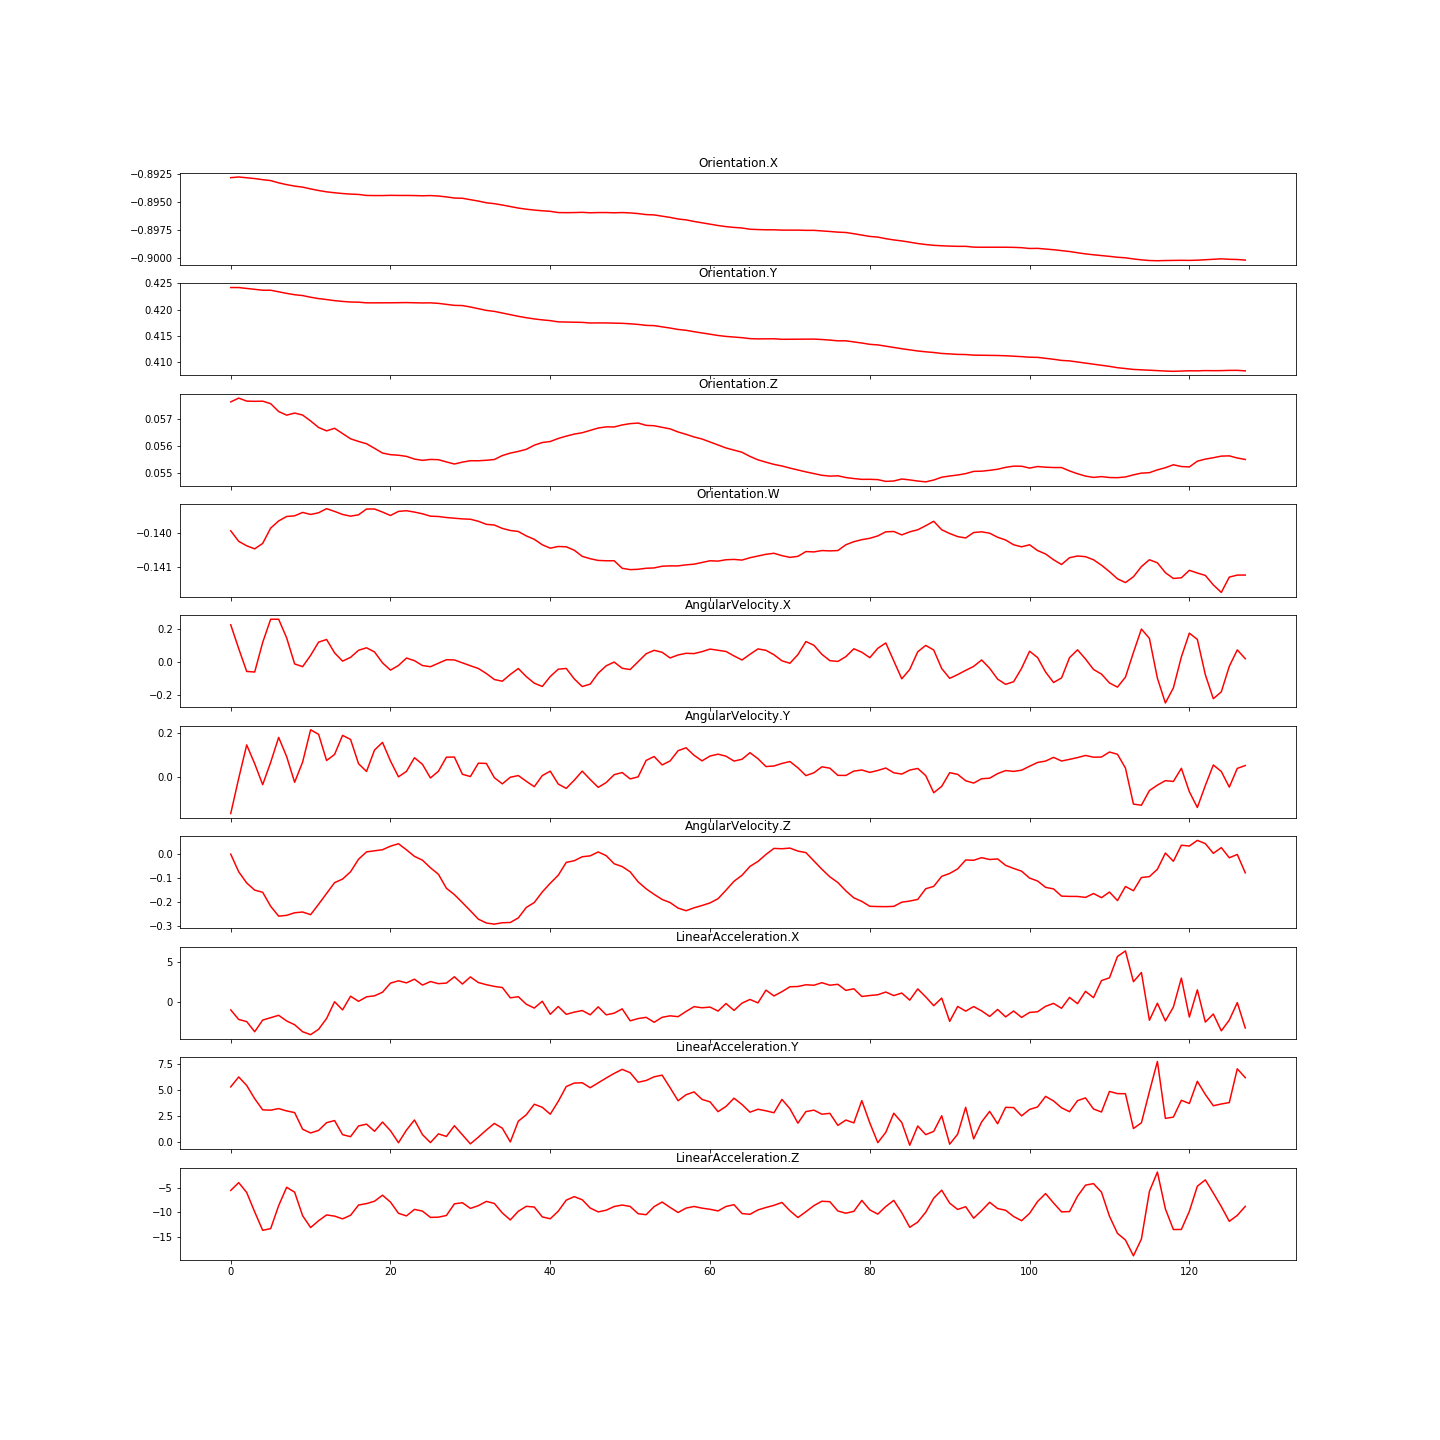 Orientation.X
−0.8925
−0.8950
−0.8975
−0.9000
Orientation.Y
0.425
0.420
0.415
0.410
Orientation.Z
0.057
0.056
0.055
Orientation.W
−0.140
−0.141
AngularVelocity.X
0.2
0.0
−0.2
AngularVelocity.Y
0.2
0.0
AngularVelocity.Z
0.0
−0.1
−0.2
−0.3
LinearAcceleration.X
5
0
LinearAcceleration.Y
7.5
5.0
2.5
0.0
LinearAcceleration.Z
−5
−10
−15
0 20 40 60 80 100 120